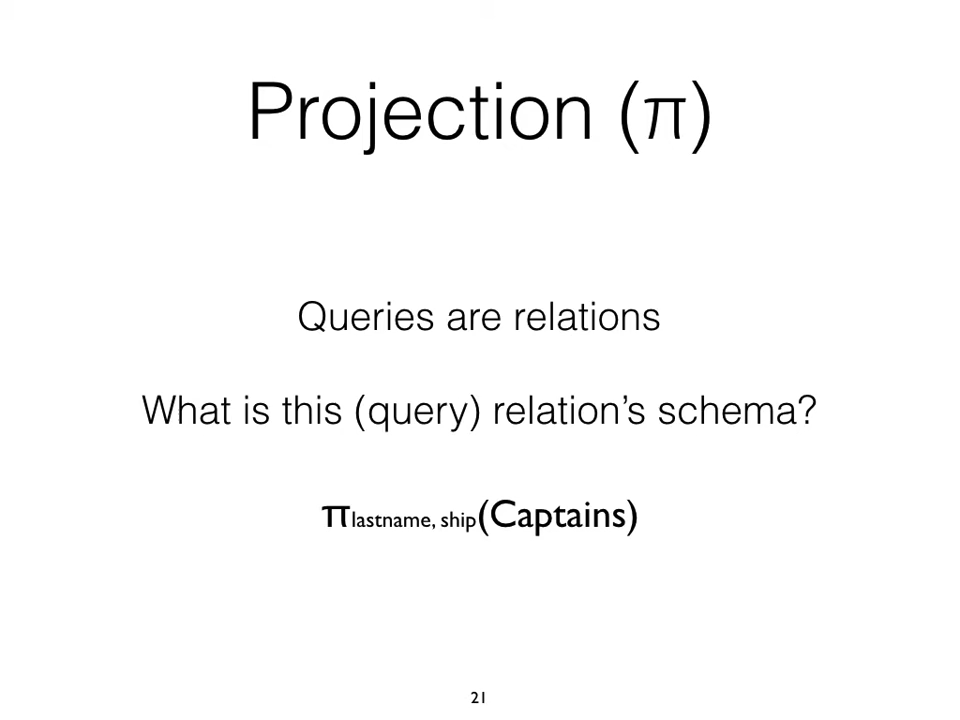 Projection (π)
Queries are relations
What is this (query) relation’s schema?
πlastname, ship(Captains)
21